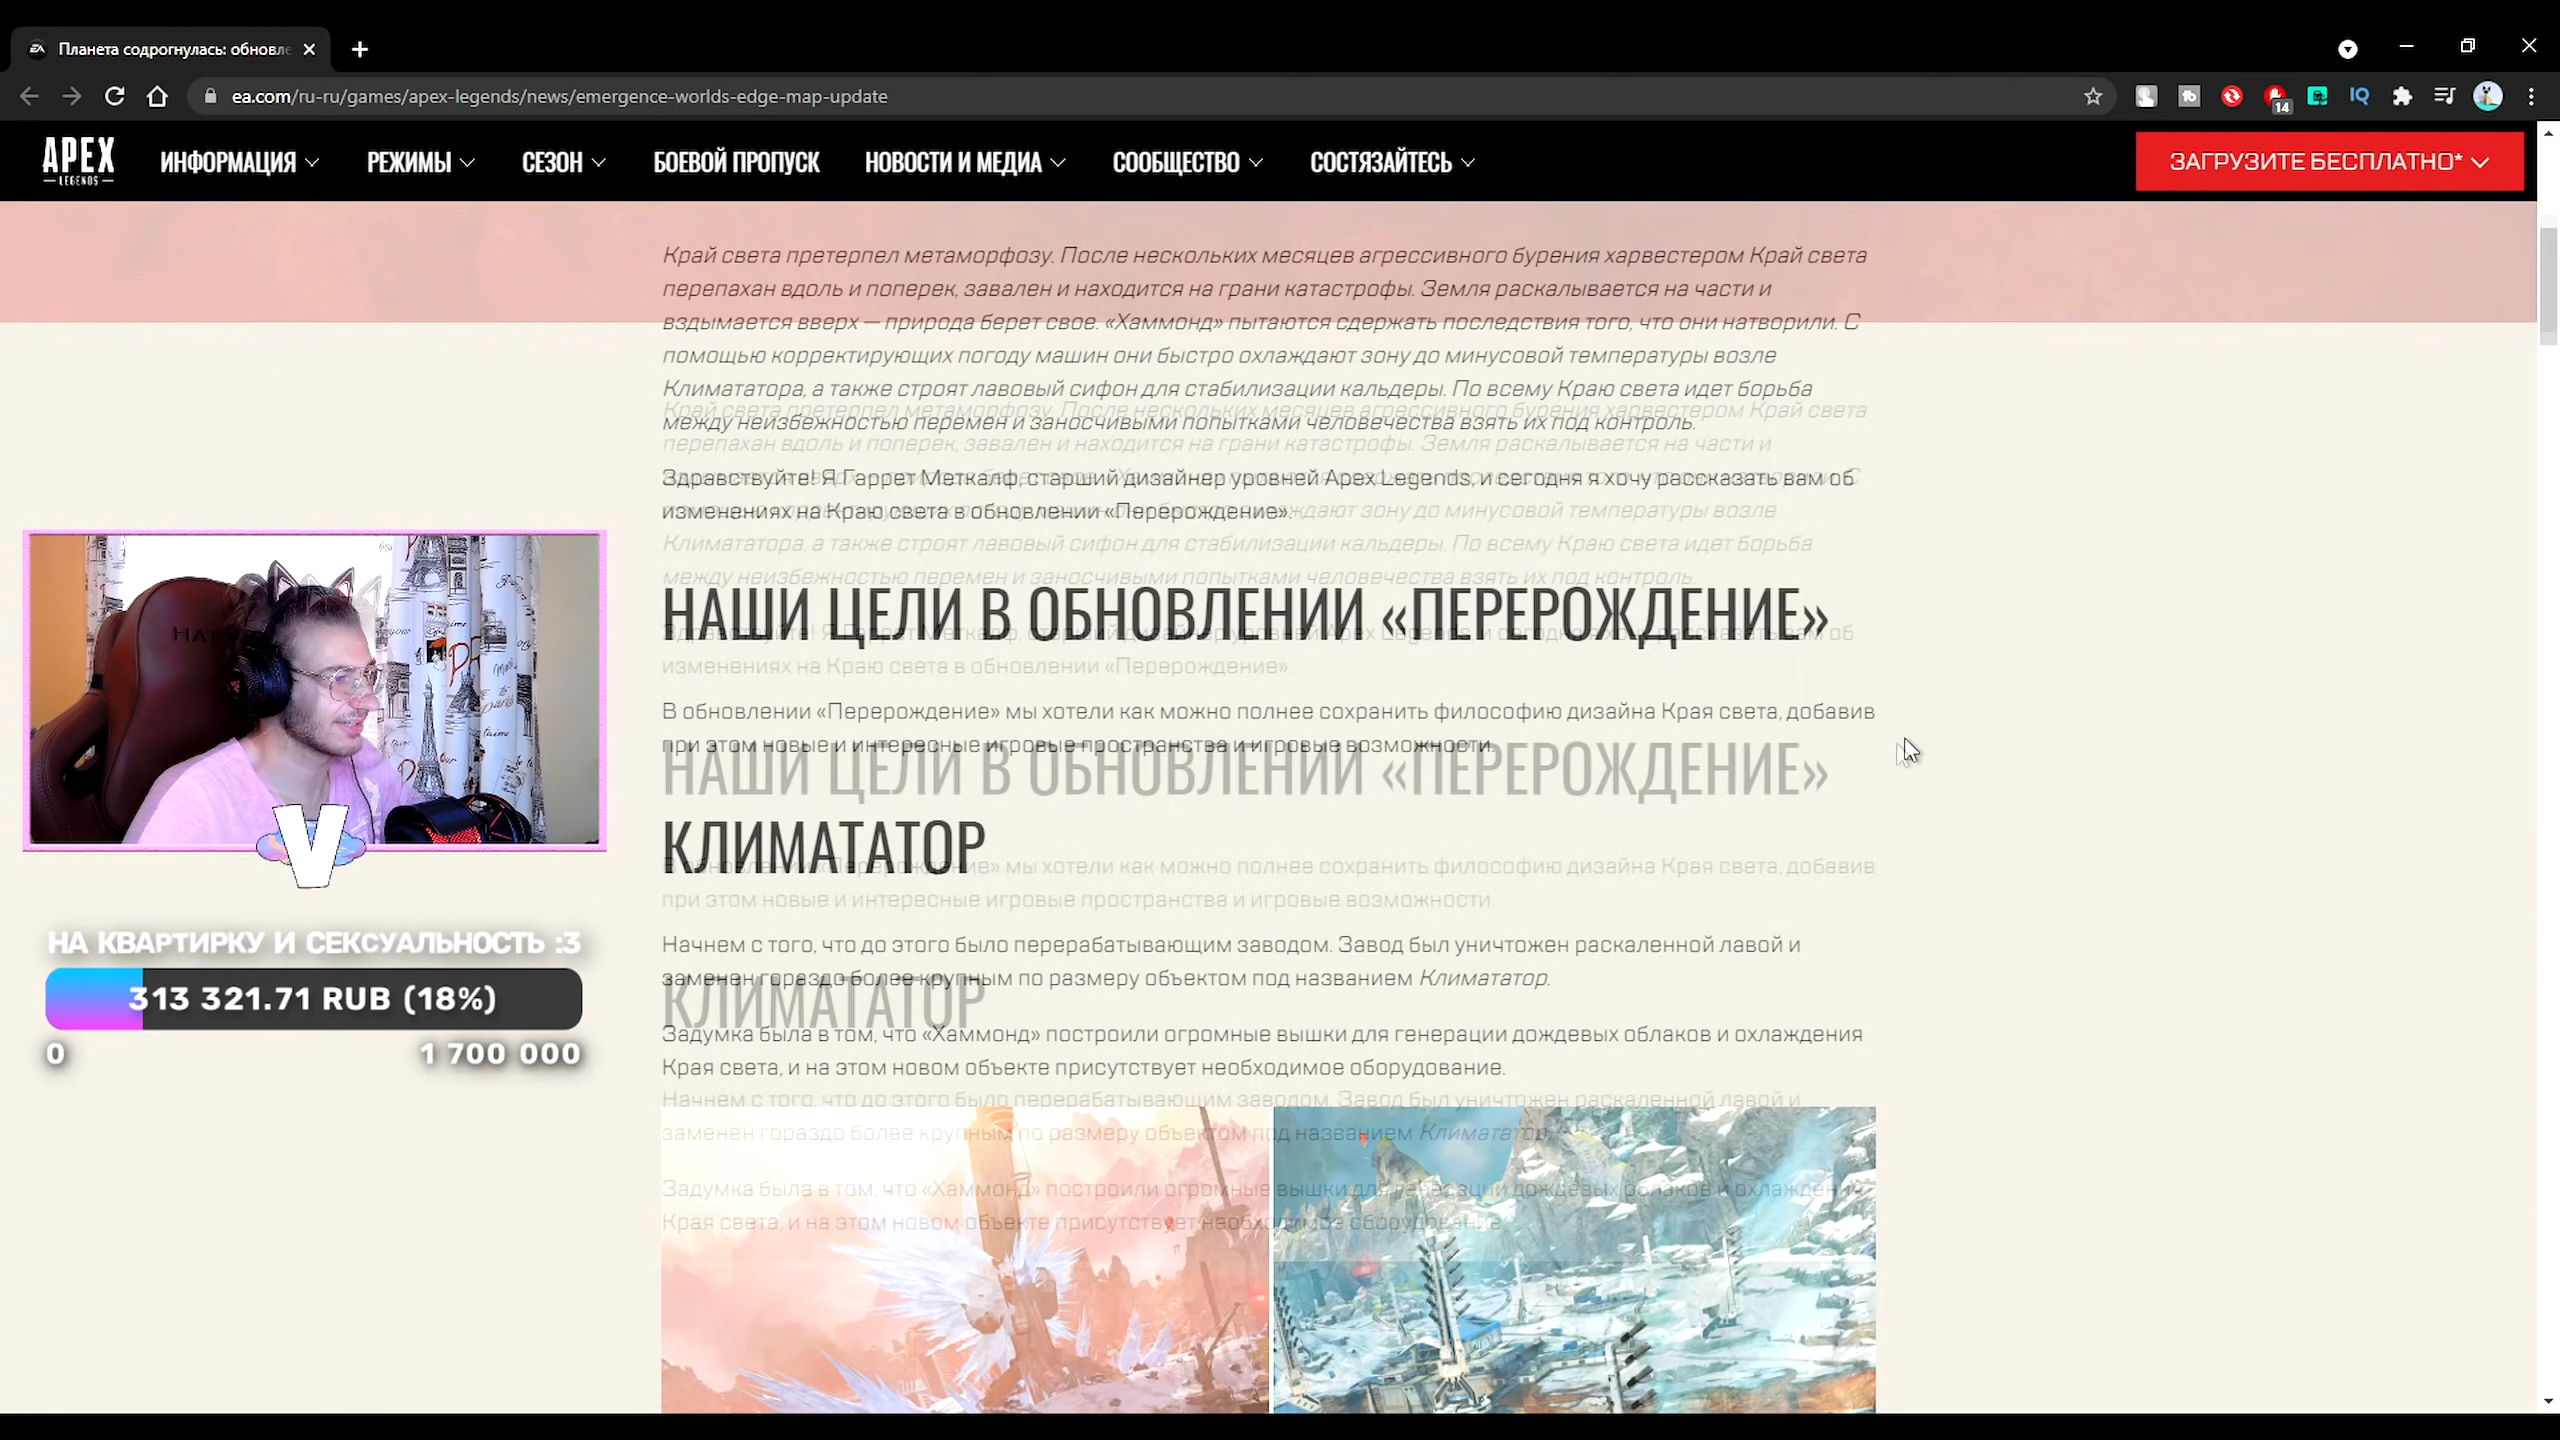 Планета содрогнулась: обновле
ea.com/ru-ru/games/apex-legends/news/emergence-worlds-edge-map-update
14
IQ
APEX
LEGENDS
ИНФОРМАЦИЯ
РЕЖИМЫ
СЕЗОН
БОЕВОЙ ПРОПУСК
НОВОСТИ И МЕДИА
СООБЩЕСТВО
СОСТЯЗАЙТЕСЬ
ЗАГРУЗИТЕ БЕСПЛАТНО*
Край света претерпел метаморфозу. После нескольких месяцев агрессивного бурения харвестером Край света
перепахан вдоль и поперек, завален и находится на грани катастрофы. Земля раскалывается на части и
вздымается вверх — природа берет свое. «Хаммонд» пытаются сдержать последствия того, что они натворили. С
помощью корректирующих погоду машин они быстро охлаждают зону до минусовой температуры возле
Климататора, а также строят лавовый сифон для стабилизации кальдеры. По всему Краю света идет борьба
между неизбежностью перемен и заносчивыми попытками человечества взять их под контроль.
Здравствуйте! Я Гаррет Меткалф, старший дизайнер уровней Apex Legends, и сегодня я хочу рассказать вам об
изменениях на Краю света в обновлении «Перерождение».
НАШИ ЦЕЛИ В ОБНОВЛЕНИИ «ПЕРЕРОЖДЕНИЕ»
В обновлении «Перерождение» мы хотели как можно полнее сохранить философию дизайна Края света, добавив
при этом новые и интересные игровые пространства и игровые возможности.
КЛИМАТАТОР
Начнем с того, что до этого было перерабатывающим заводом. Завод был уничтожен раскаленной лавой и
заменен гораздо более крупным по размеру объектом под названием Климататор.
Задумка была в том, что «Хаммонд» построили огромные вышки для генерации дождевых облаков и охлаждения
Края света, и на этом новом объекте присутствует необходимое оборудование.
V
НА КВАРТИРКУ И СЕКСУАЛЬНОСТЬ :3
313 321.71 RUB (18%)
0
1 700 000